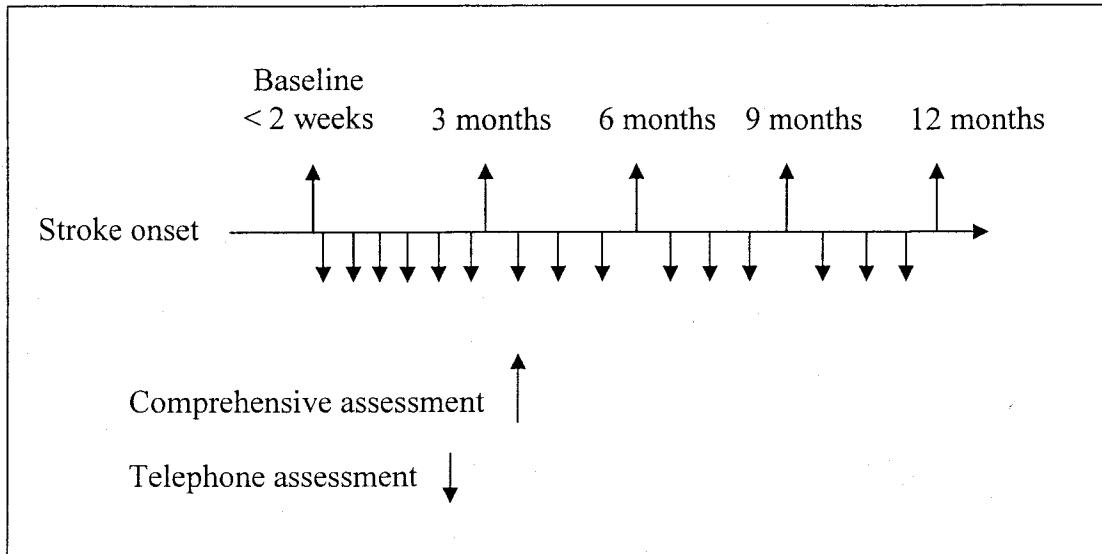 Baseline
< 2 weeks 3 months 6 months 9 months 12 months
Stroke onset
Comprehensive assessment
Telephone assessment